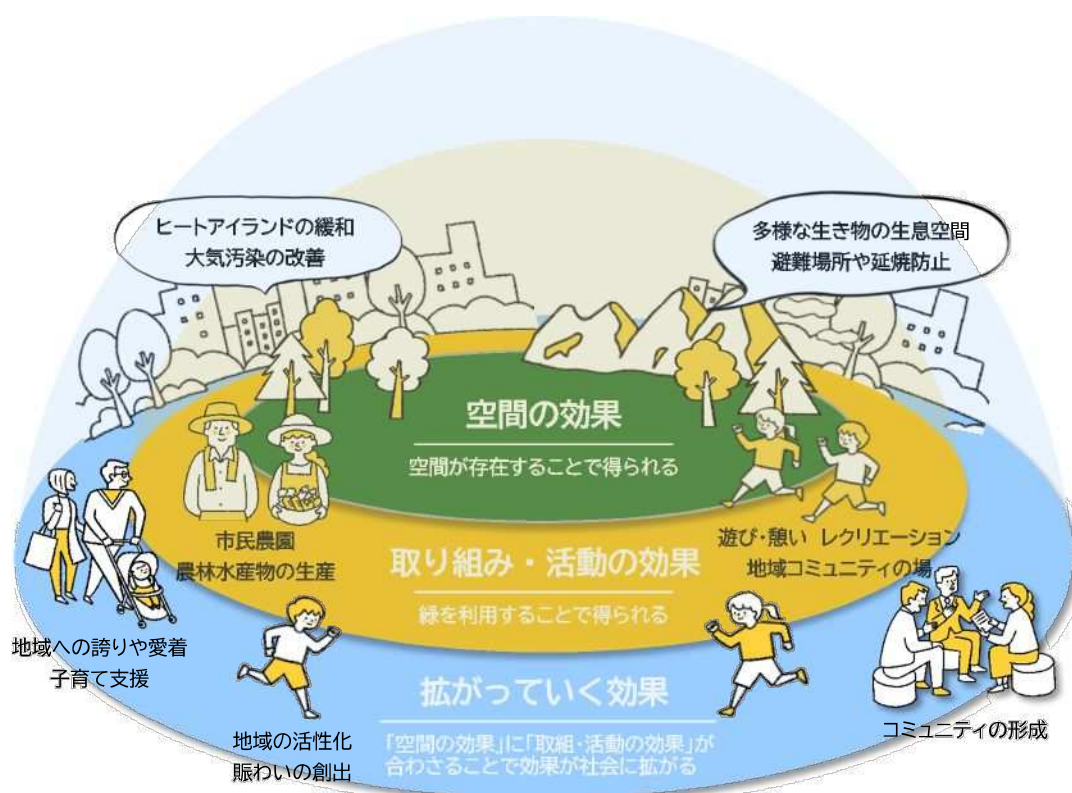 ヒートアイランドの緩和
大気汚染の改善
多様な生き物の生息空間
避難場所や延焼防止
空間の効果
空間が存在することで得られる
市民農園
農林水産物の生産
取り組み・活動の効果
緑を利用することで得られる
遊び・憩い レクリエーション
地域コミュニティの場
地域への誇りや愛着
子育て支援
地域の活性化
賑わいの創出
拡がっていく効果
「空間の効果」に「取組・活動の効果」が
合わさることで効果が社会に拡がる
コミュニティの形成